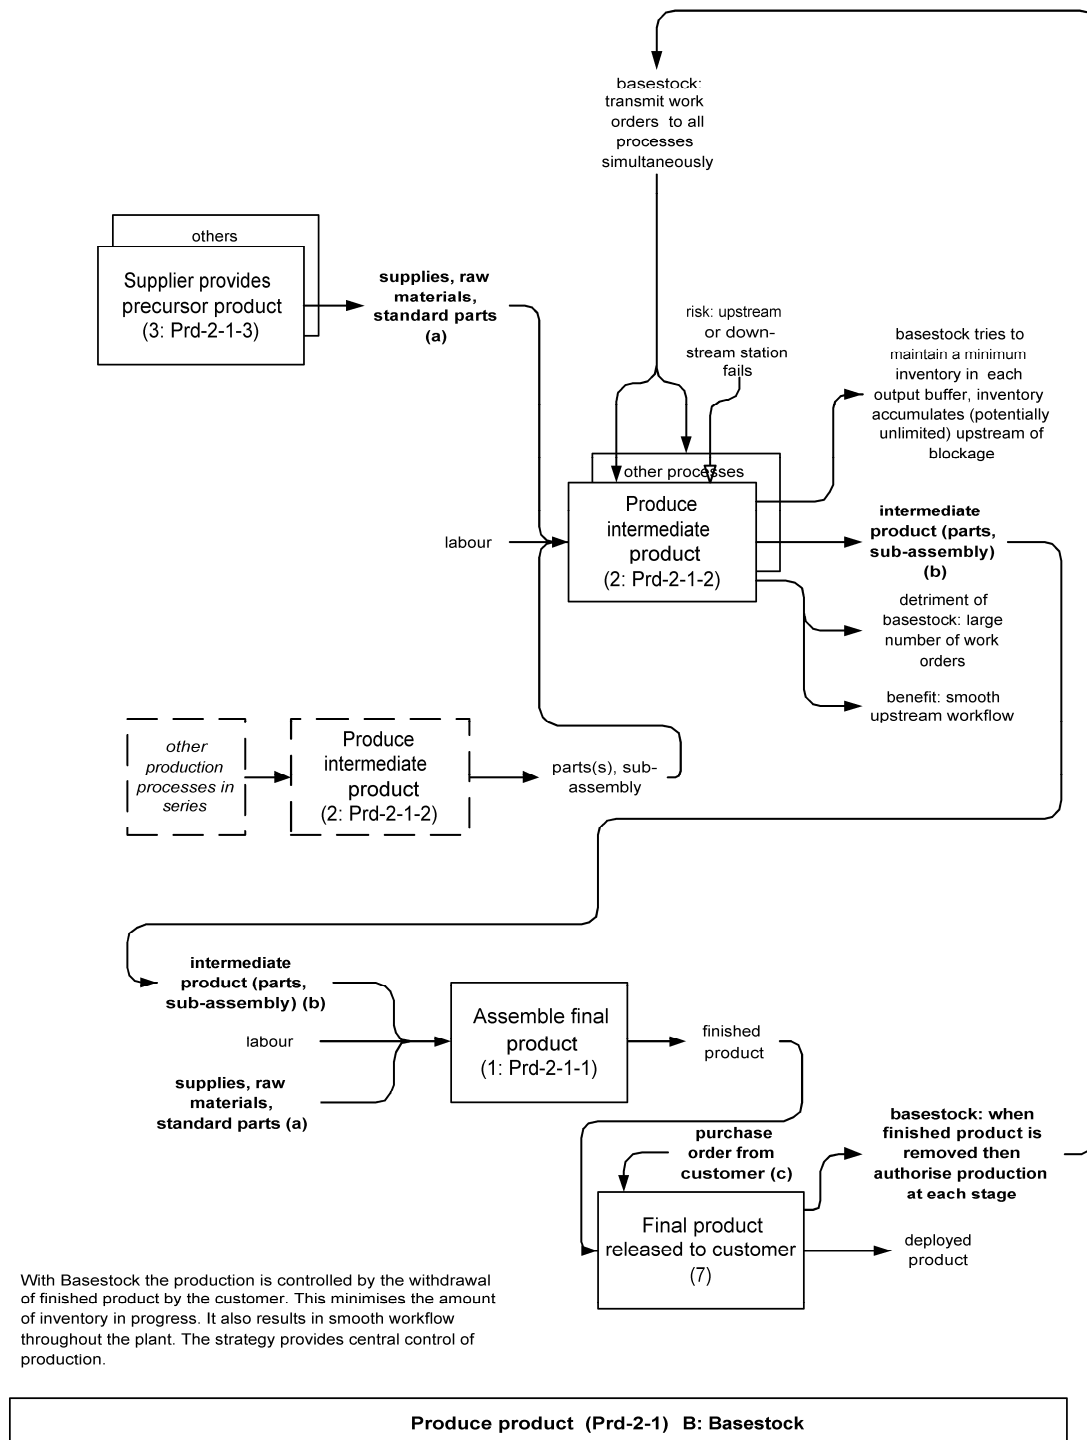 basestock:
transmit work
orders to all
processes
simultaneously
others
Supplier provides
precursor product
(3: Prd-2-1-3)
supplies, raw
materials,
standard parts
(a)
risk: upstream
or down-
stream station
fails
basestock tries to
maintain a minimum
inventory in each
output buffer, inventory
accumulates (potentially
unlimited) upstream of
blockage
other processes
Produce
intermediate
product
(2: Prd-2-1-2)
labour
intermediate
product (parts,
sub-assembly)
(b)
detriment of
basestock: large
number of work
orders
benefit: smooth
upstream workflow
other
production
processes in
series
Produce
intermediate
product
(2: Prd-2-1-2)
parts(s), sub-
assembly
intermediate
product (parts,
sub-assembly) (b)
labour
supplies, raw
materials,
standard parts (a)
Assemble final
product
(1: Prd-2-1-1)
finished
product
purchase
order from
customer (c)
basestock: when
finished product is
removed then
authorise production
at each stage
Final product
released to customer
(7)
deployed
product
With Basestock the production is controlled by the withdrawal
of finished product by the customer. This minimises the amount
of inventory in progress. It also results in smooth workflow
throughout the plant. The strategy provides central control of
production.
Produce product (Prd-2-1) B: Basestock